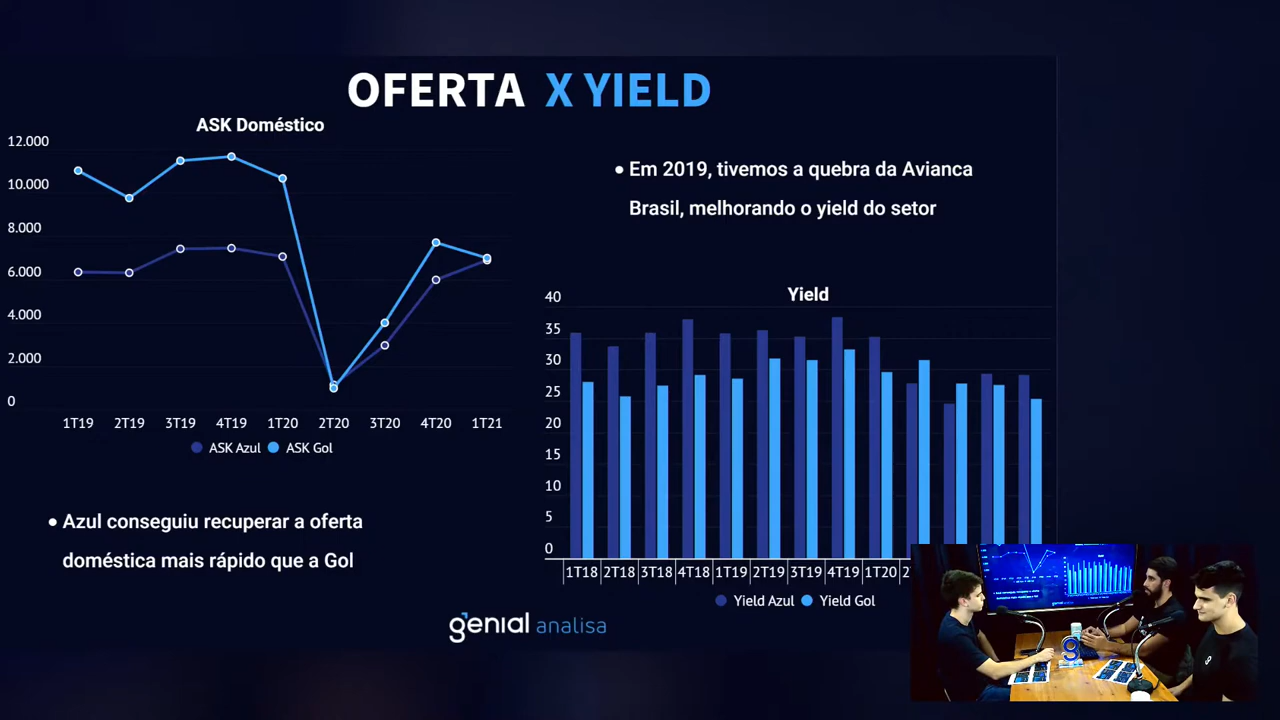 OFERTA X YIELD
ASK Doméstico
12.000
10.000
8.000
6.000
4.000
2.000
0
1T19 2T19 3T19 4T19 1T20 2T20 3T20 4T20 1T21
ASK Azul ASK Gol
• Azul conseguiu recuperar a oferta
doméstica mais rápido que a Gol
• Em 2019, tivemos a quebra da Avianca
Brasil, melhorando o yield do setor
Yield
40
35
30
25
20
15
10
5
0
1T18 2T18 3T18 4T18 1T19 2T19 3T19 4T19 1T20
Yield Azul Yield Gol
genial analisa